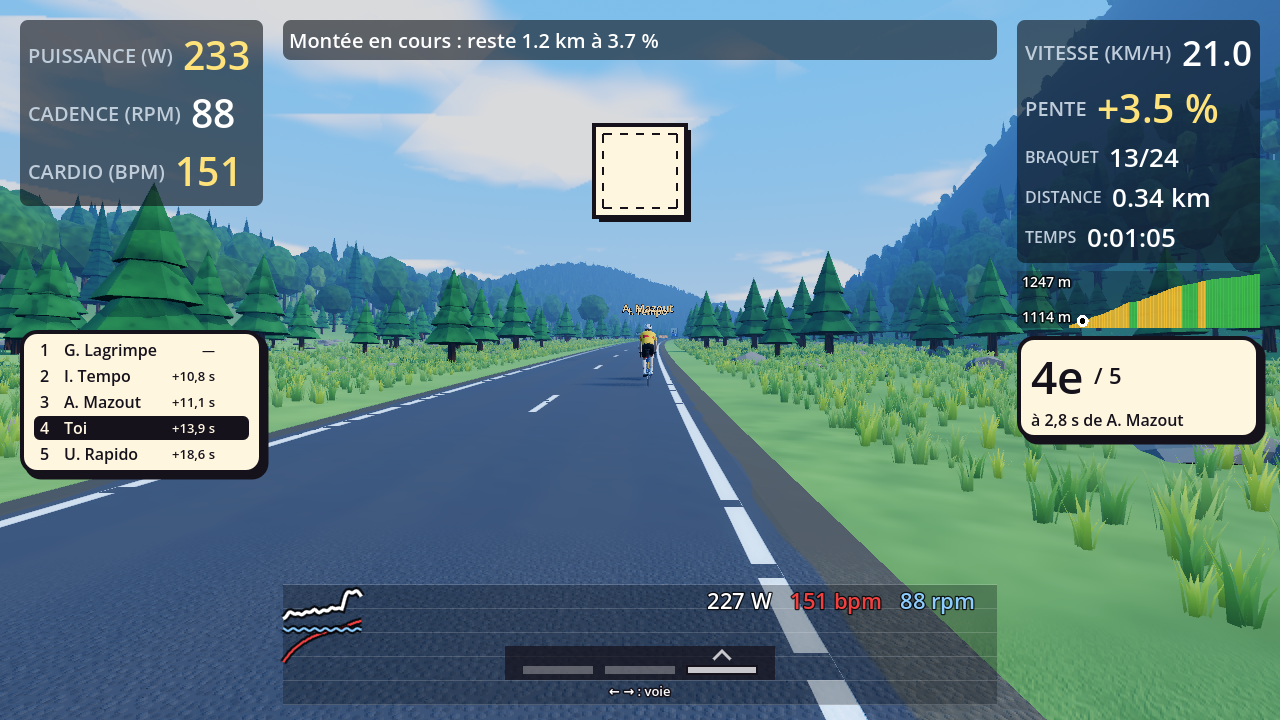 PUISSANCE (W) 233
CADENCE (RPM) 88
CARDIO (BPM) 151
Montée en cours : reste 1.2 km à 3.7 %
VITESSE (KM/H) 21.0
PENTE +3.5 %
BRAQUET 13/24
DISTANCE 0.34 km
TEMPS 0:01:05
1247 m
1114 m
A. Mazout
1 G. Lagrimpe —
2 I. Tempo +10,8 s
3 A. Mazout +11,1 s
4 Toi +13,9 s
5 U. Rapido +18,6 s
4e / 5
à 2,8 s de A. Mazout
227 W 151 bpm 88 rpm
← → : voie